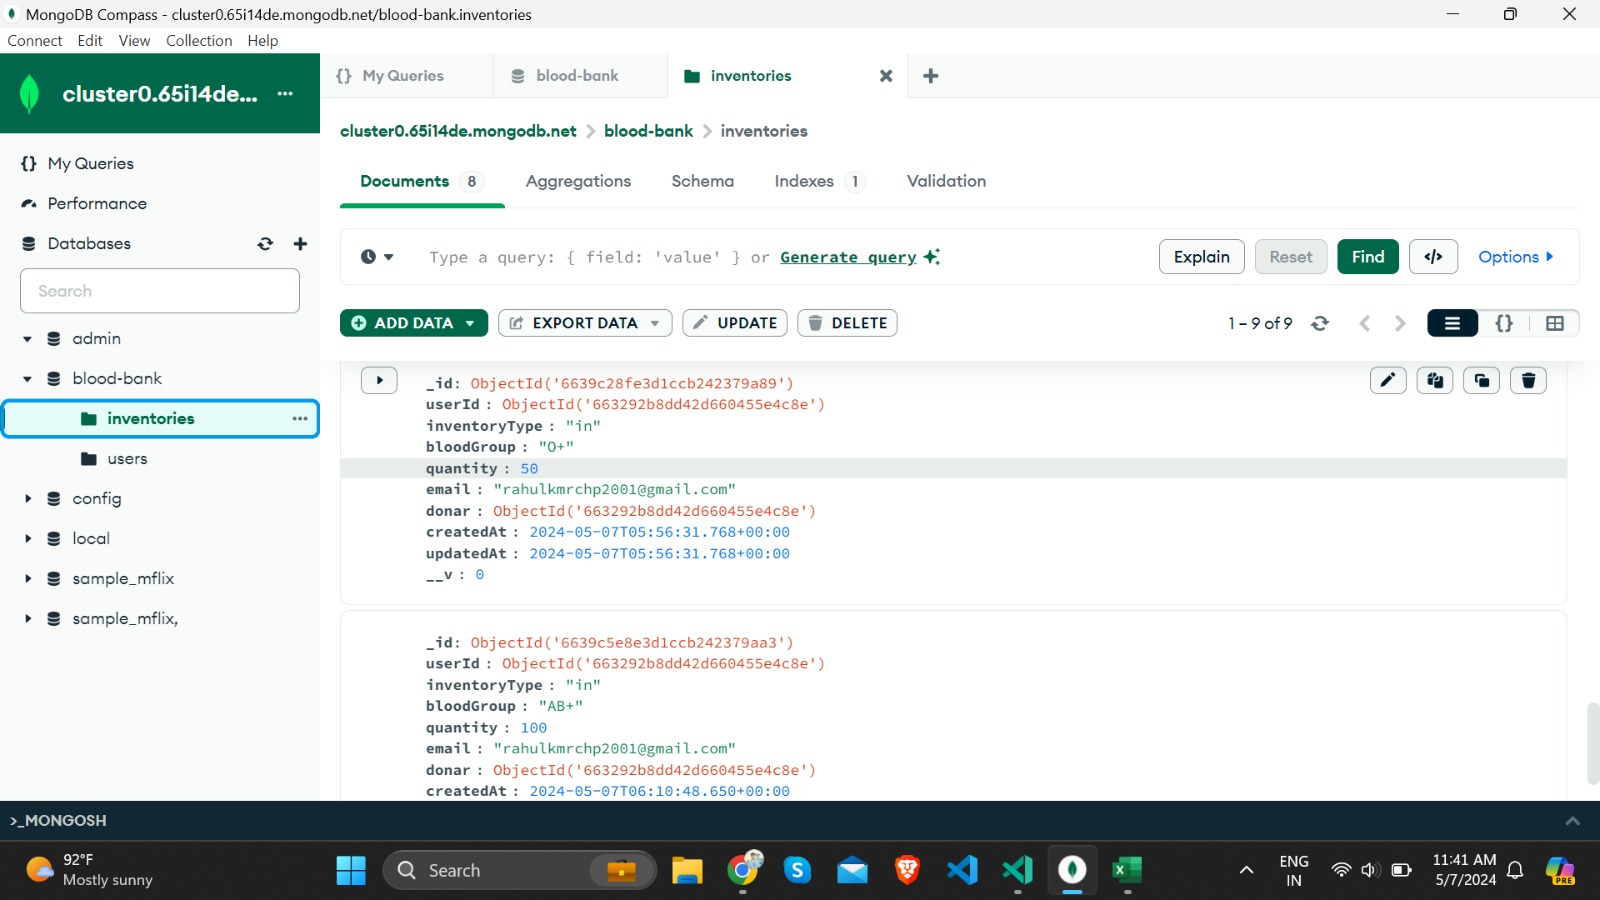 MongoDB Compass - cluster0.65i14de.mongodb.net/blood-bank.inventories
Connect Edit View Collection Help
cluster0.65i14de... ···
{} My Queries
blood-bank
inventories
cluster0.65i14de.mongodb.net > blood-bank > inventories
{} My Queries
Performance
Databases
Search
admin
blood-bank
inventories ···
users
config
local
sample_mflix
sample_mflix,
Documents 8 Aggregations Schema Indexes 1 Validation
Type a query: { field: 'value' } or Generate query
Explain Reset Find </> Options
ADD DATA EXPORT DATA UPDATE DELETE
1 – 9 of 9
{}
_id: ObjectId('6639c28fe3d1ccb242379a89')
userId : ObjectId('663292b8dd42d660455e4c8e')
inventoryType : "in"
bloodGroup : "O+"
quantity : 50
email : "rahulkmrchp2001@gmail.com"
donar : ObjectId('663292b8dd42d660455e4c8e')
createdAt : 2024-05-07T05:56:31.768+00:00
updatedAt : 2024-05-07T05:56:31.768+00:00
__v : 0
_id: ObjectId('6639c5e8e3d1ccb242379aa3')
userId : ObjectId('663292b8dd42d660455e4c8e')
inventoryType : "in"
bloodGroup : "AB+"
quantity : 100
email : "rahulkmrchp2001@gmail.com"
donar : ObjectId('663292b8dd42d660455e4c8e')
createdAt : 2024-05-07T06:10:48.650+00:00
>_MONGOSH
92°F
Mostly sunny
Search
ENG
IN
11:41 AM
5/7/2024
PRE